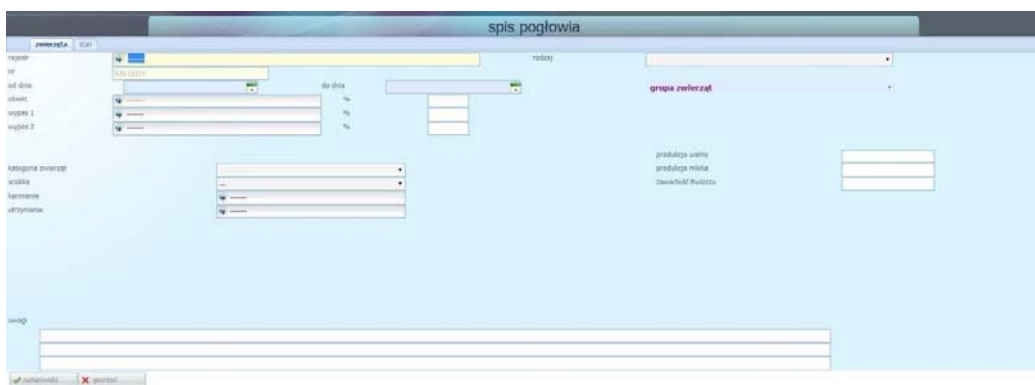 spis pogłowia
zwierzęta stan
rejestr rodzaj
nr
od dnia do dnia grupa zwierząt
obiekt %
wypas 1 %
wypas 2 %
produkcja wełny
kategoria zwierząt produkcja mleka
ściółka zawartość tłuszczu
karmienie
utrzymanie
uwagi
zatwierdź